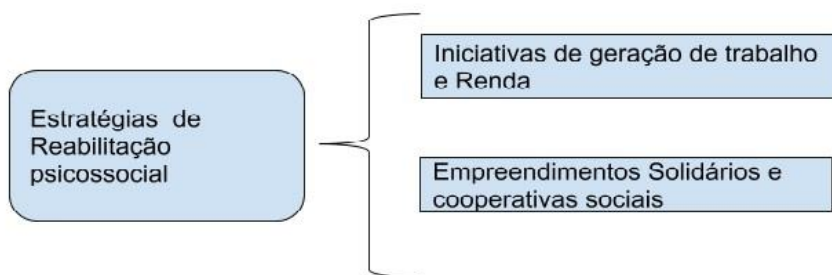 Estratégias de
Reabilitação
psicossocial
Iniciativas de geração de trabalho
e Renda
Empreendimentos Solidários e
cooperativas sociais